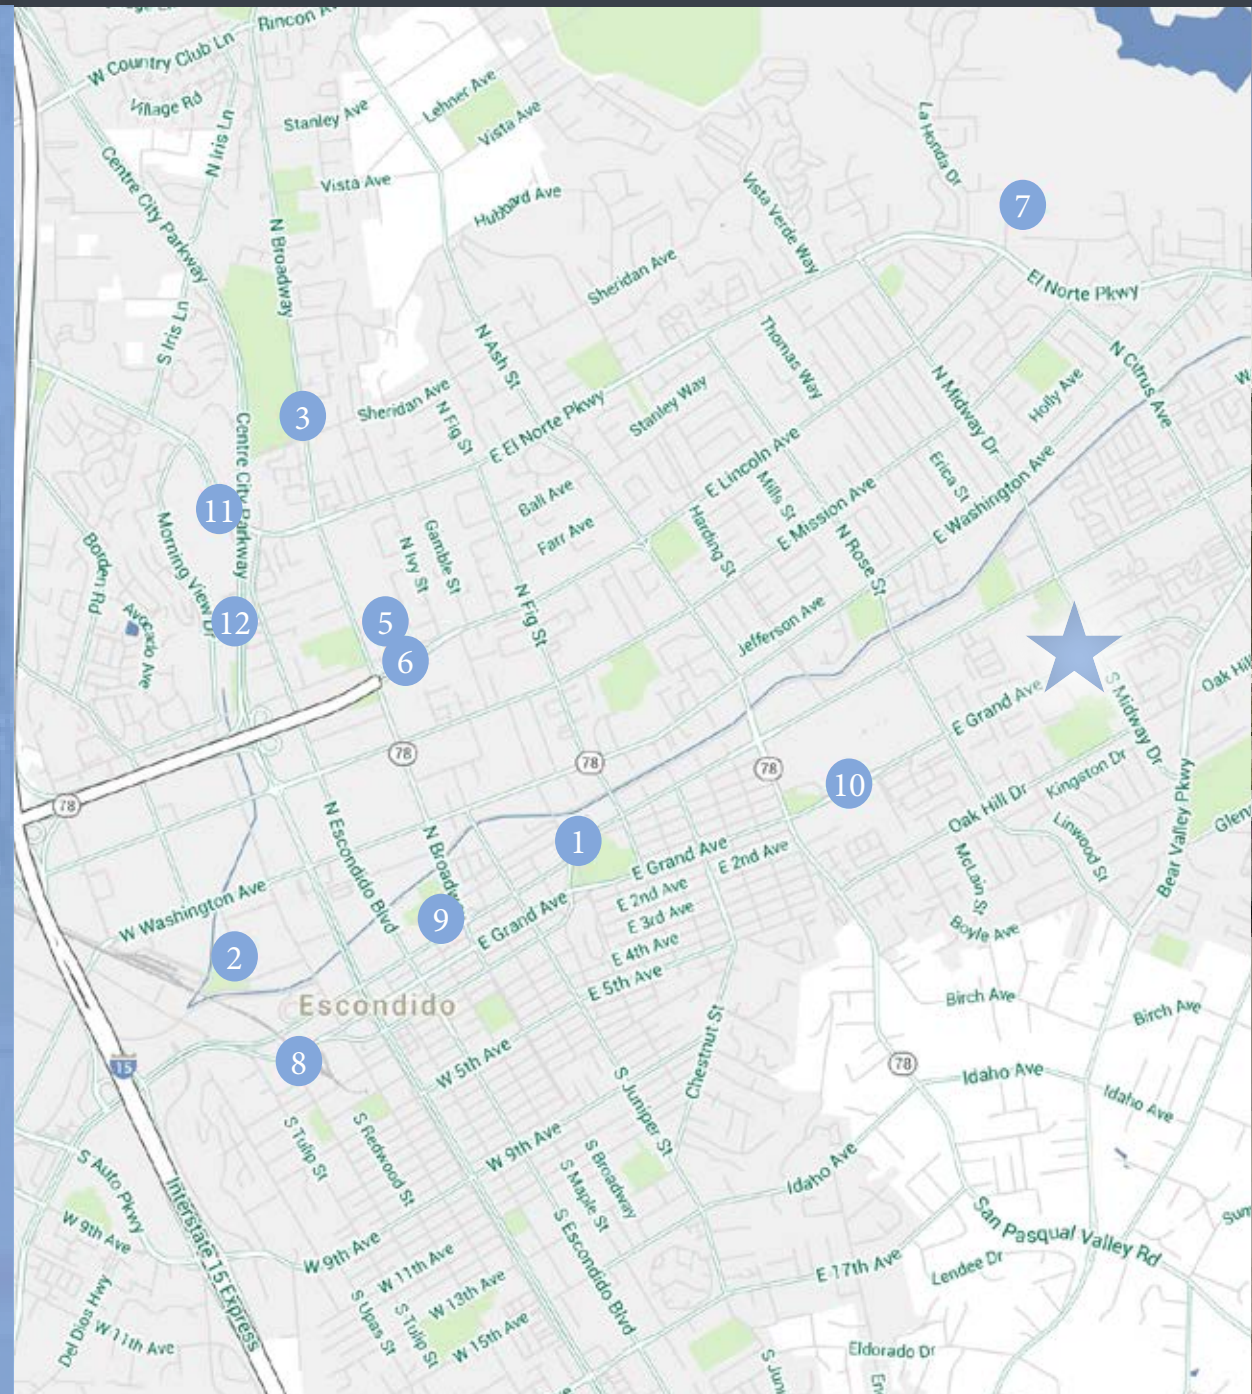 Rincon
W Country Club Ln
Village Rd
N Iris Ln
Stanley Ave
Lehner Ave
Vista Ave
Vista Ave
Hubbard Ave
La Honda Dr
7
Centre City Parkway
N Broadway
Vista Verde Way
Sheridan Ave
El Norte Pkwy
S Iris Ln
N Ash St
Thomas Way
N Citrus Ave
3
Sheridan Ave
N Fig St
E El Norte Pkwy
Stanley Way
N Midway Dr
Holly Ave
Centre City Parkway
11
Ball Ave
Farr Ave
E Lincoln Ave
Mills St
Harding St
E Mission Ave
Erica St
E Washington Ave
Borden Rd
Morning View Dr
N Ivy St
Gamble St
N Rose St
Avocado Ave
12
5
6
N Fig St
Jefferson Ave
E Grand Ave
S Midway Dr
Oak Hill
78
78
78
78
10
Kingston Dr
Oak Hill Dr
Bear Valley Pkwy
Glen
N Escondido Blvd
N Broadw
1
E Grand Ave
E 2nd Ave
Linwood St
McLain St
W Washington Ave
9
E Grand Ave
E 2nd Ave
E 3rd Ave
E 4th Ave
E 5th Ave
Boyle Ave
2
Escondido
Birch Ave
Birch Ave
15
8
W 5th Ave
Chestnut St
78
Idaho Ave
Idaho Ave
S Tulip St
S Redwood St
S Juniper St
W 9th Ave
S Broadway
S Maple St
Idaho Ave
S Auto Pkwy
W 9th Ave
Interstate 15 Express
W 9th Ave
S Escondido Blvd
San Pasqual Valley Rd
W 11th Ave
E 17th Ave
Lendee Dr
Del Dios Hwy
W 11th Ave
S Upas St
S Tulip St
W 13th Ave
W 15th Ave
Eldorado Dr